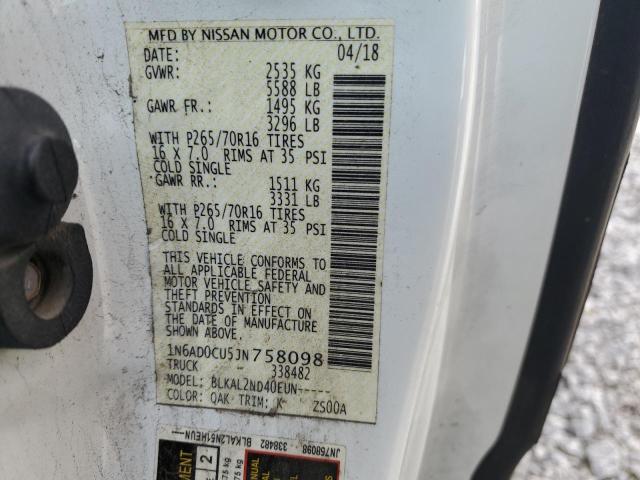 MFD BY NISSAN MOTOR CO., LTD.
DATE: 04/18
GVWR: 2535 KG
5588 LB
GAWR FR.: 1495 KG
3296 LB
WITH P265/70R16 TIRES
16 X 7.0 RIMS AT 35 PSI
COLD SINGLE
GAWR RR.: 1511 KG
3331 LB
WITH P265/70R16 TIRES
16 X 7.0 RIMS AT 35 PSI
COLD SINGLE
THIS VEHICLE CONFORMS TO
ALL APPLICABLE FEDERAL
MOTOR VEHICLE SAFETY AND
THEFT PREVENTION
STANDARDS IN EFFECT
ON THE DATE OF MANUFACTURE
SHOWN ABOVE.
1N6AD0CU5JN758098
TRUCK 338482
MODEL: BLKAL2ND40EUN-----
COLOR: QAK TRIM: K ZS00A
BLKAL2N51HEUN 338482 JN758098
2